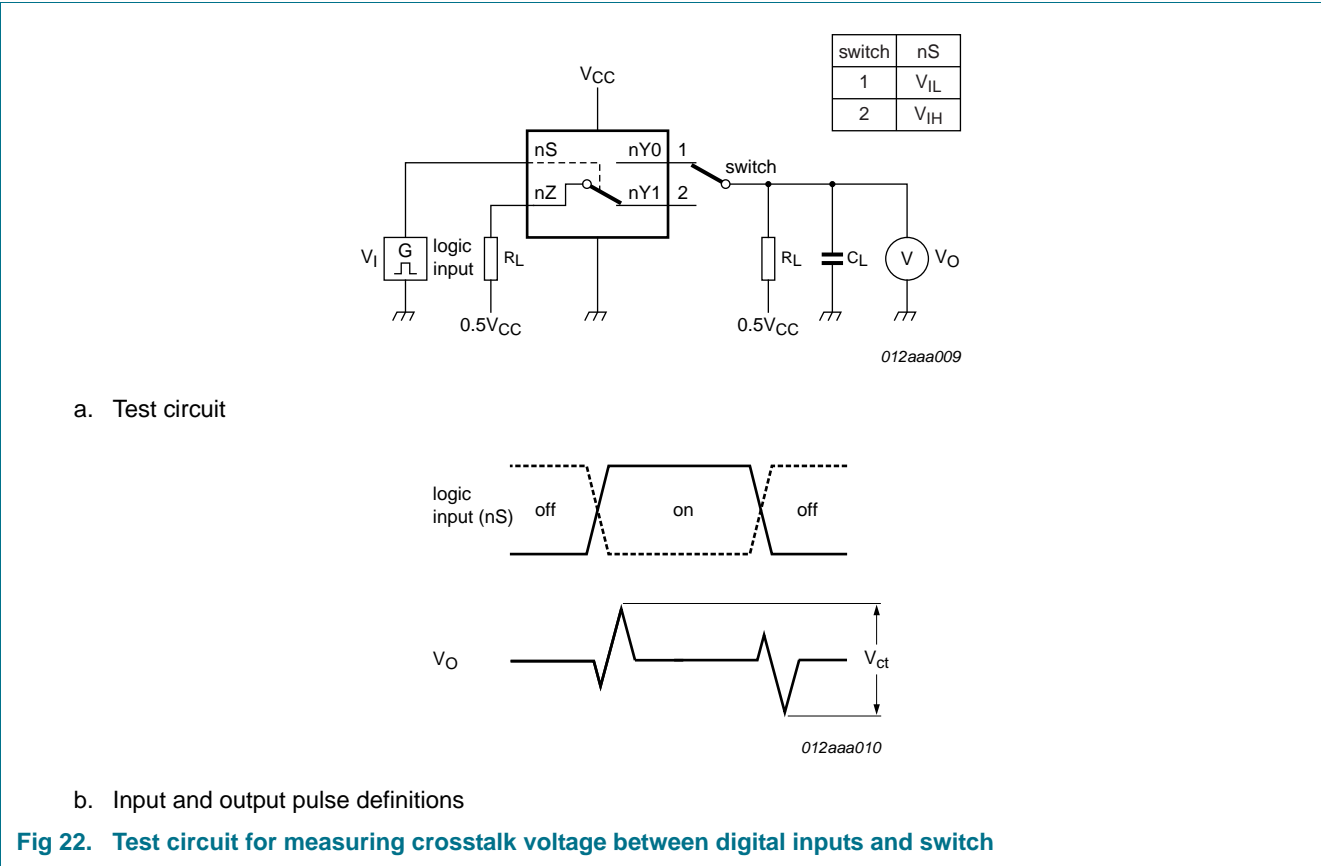 switch nS
1 VIL
2 VIH
VCC
nS nY0 1
switch
nZ nY1 2
VI G logic
input
RL
RL CL V VO
0.5VCC 0.5VCC
012aaa009
a. Test circuit
logic
input (nS) off on off
VO Vct
012aaa010
b. Input and output pulse definitions
Fig 22. Test circuit for measuring crosstalk voltage between digital inputs and switch